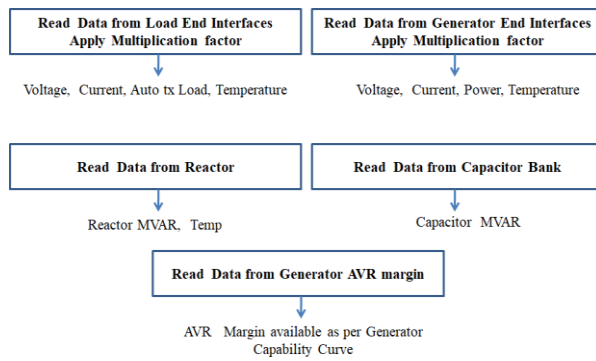 Read Data from Load End Interfaces
Apply Multiplication factor
Read Data from Generator End Interfaces
Apply Multiplication factor
Voltage, Current, Auto tx Load, Temperature
Voltage, Current, Power, Temperature
Read Data from Reactor
Read Data from Capacitor Bank
Reactor MVAR, Temp
Capacitor MVAR
Read Data from Generator AVR margin
AVR Margin available as per Generator
Capability Curve